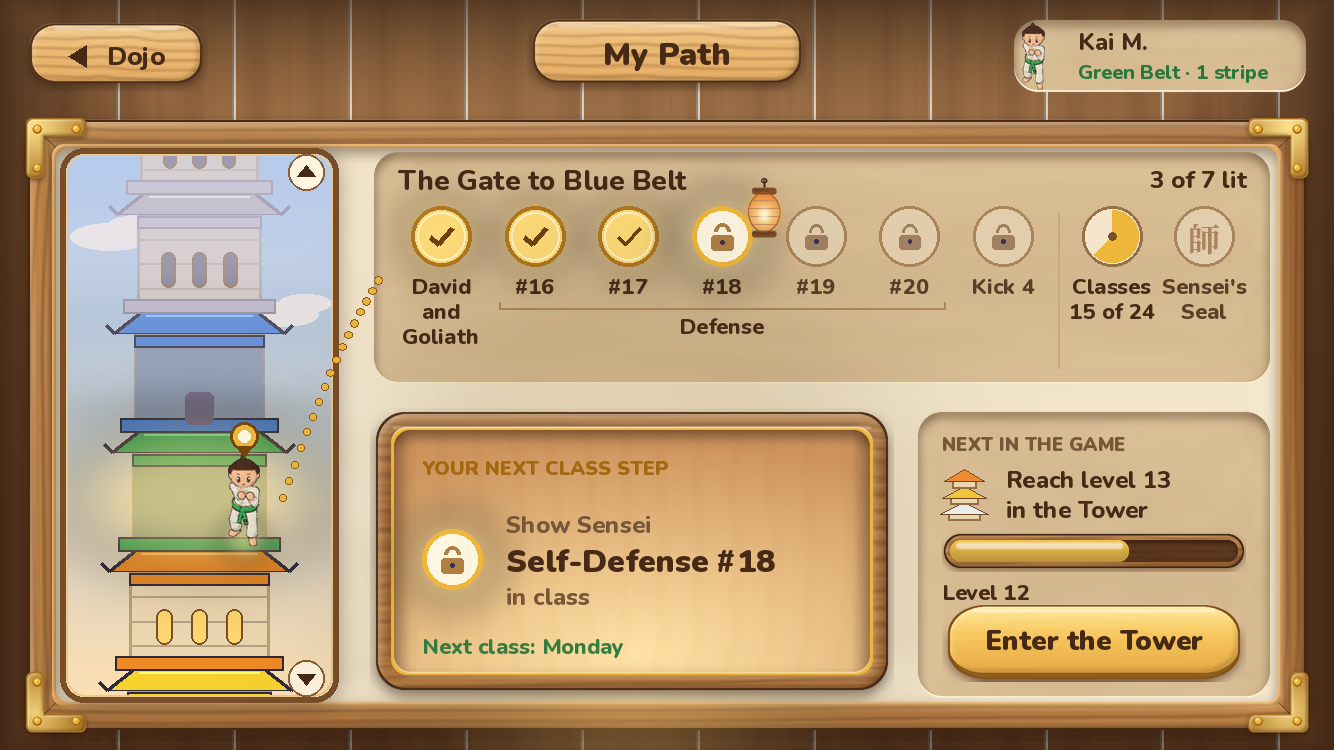 Dojo
My Path
Kai M.
Green Belt · 1 stripe
The Gate to Blue Belt
3 of 7 lit
David
and
Goliath
#16
#17
#18
#19
#20
Kick 4
Defense
Classes
15 of 24
師
Sensei's
Seal
YOUR NEXT CLASS STEP
Show Sensei
Self-Defense #18
in class
Next class: Monday
NEXT IN THE GAME
Reach level 13
in the Tower
Level 12
Enter the Tower